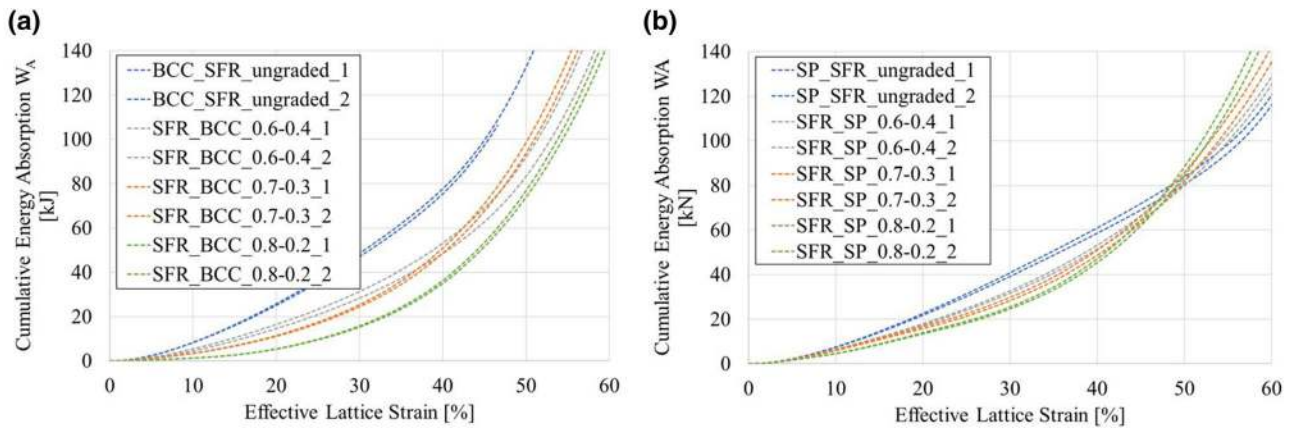 (a)
140
120
100
80
60
40
20
0
Cumulative Energy Absorption W_A
[kJ]
BCC_SFR_ungraded_1
BCC_SFR_ungraded_2
SFR_BCC_0.6-0.4_1
SFR_BCC_0.6-0.4_2
SFR_BCC_0.7-0.3_1
SFR_BCC_0.7-0.3_2
SFR_BCC_0.8-0.2_1
SFR_BCC_0.8-0.2_2
0 10 20 30 40 50 60
Effective Lattice Strain [%]
(b)
140
120
100
80
60
40
20
0
Cumulative Energy Absorption WA
[kN]
SP_SFR_ungraded_1
SP_SFR_ungraded_2
SFR_SP_0.6-0.4_1
SFR_SP_0.6-0.4_2
SFR_SP_0.7-0.3_1
SFR_SP_0.7-0.3_2
SFR_SP_0.8-0.2_1
SFR_SP_0.8-0.2_2
0 10 20 30 40 50 60
Effective Lattice Strain [%]